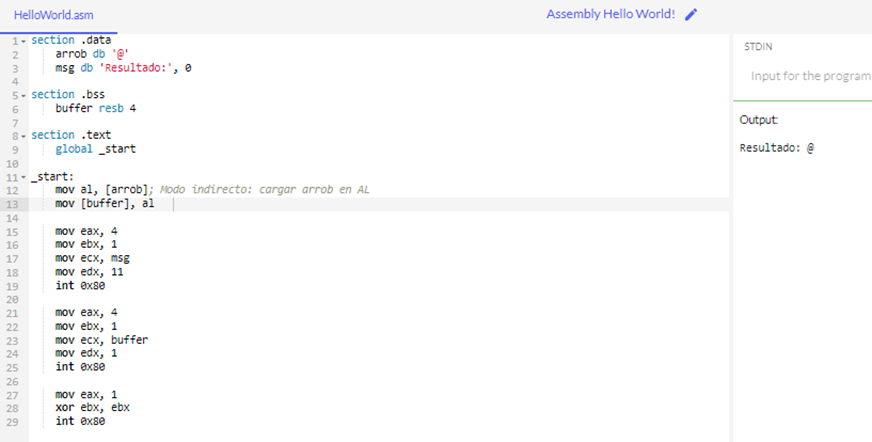 HelloWorld.asm
Assembly Hello World!
1 section .data
2 arrob db '@'
3 msg db 'Resultado:', 0
4
5 section .bss
6 buffer resb 4
7
8 section .text
9 global _start
10
11 _start:
12 mov al, [arrob]; Modo indirecto: cargar arrob en AL
13 mov [buffer], al
14
15 mov eax, 4
16 mov ebx, 1
17 mov ecx, msg
18 mov edx, 11
19 int 0x80
20
21 mov eax, 4
22 mov ebx, 1
23 mov ecx, buffer
24 mov edx, 1
25 int 0x80
26
27 mov eax, 1
28 xor ebx, ebx
29 int 0x80
STDIN
Input for the program
Output:
Resultado: @